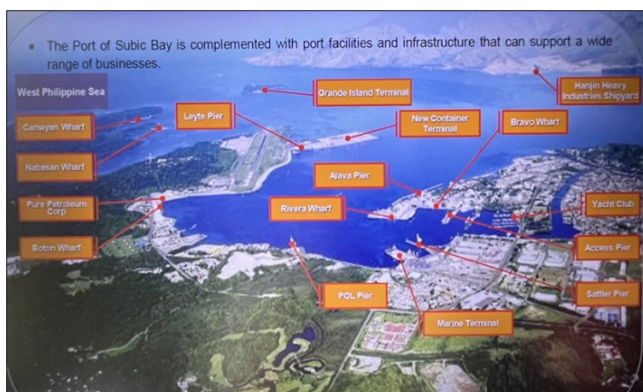 ▪ The Port of Subic Bay is complemented with port facilities and infrastructure that can support a wide
range of businesses.
West Philippine Sea
Grande Island Terminal
Hanjin Heavy
Industries Shipyard
Camayan Wharf
Leyte Pier
New Container
Terminal
Bravo Wharf
Nabasan Wharf
Alava Pier
Pure Petroleum
Corp
Rivera Wharf
Yacht Club
Boton Wharf
Access Pier
POL Pier
Sattler Pier
Marine Terminal